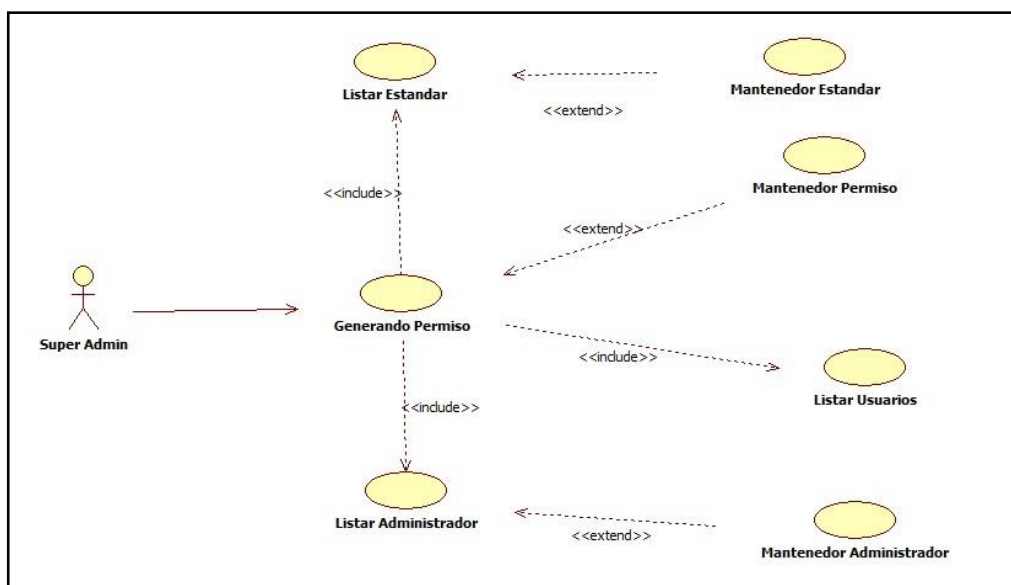 Listar Estandar
Mantenedor Estandar
<<extend>>
Mantenedor Permiso
<<include>>
<<extend>>
Super Admin
Generando Permiso
<<include>>
Listar Usuarios
<<include>>
Listar Administrador
<<extend>>
Mantenedor Administrador